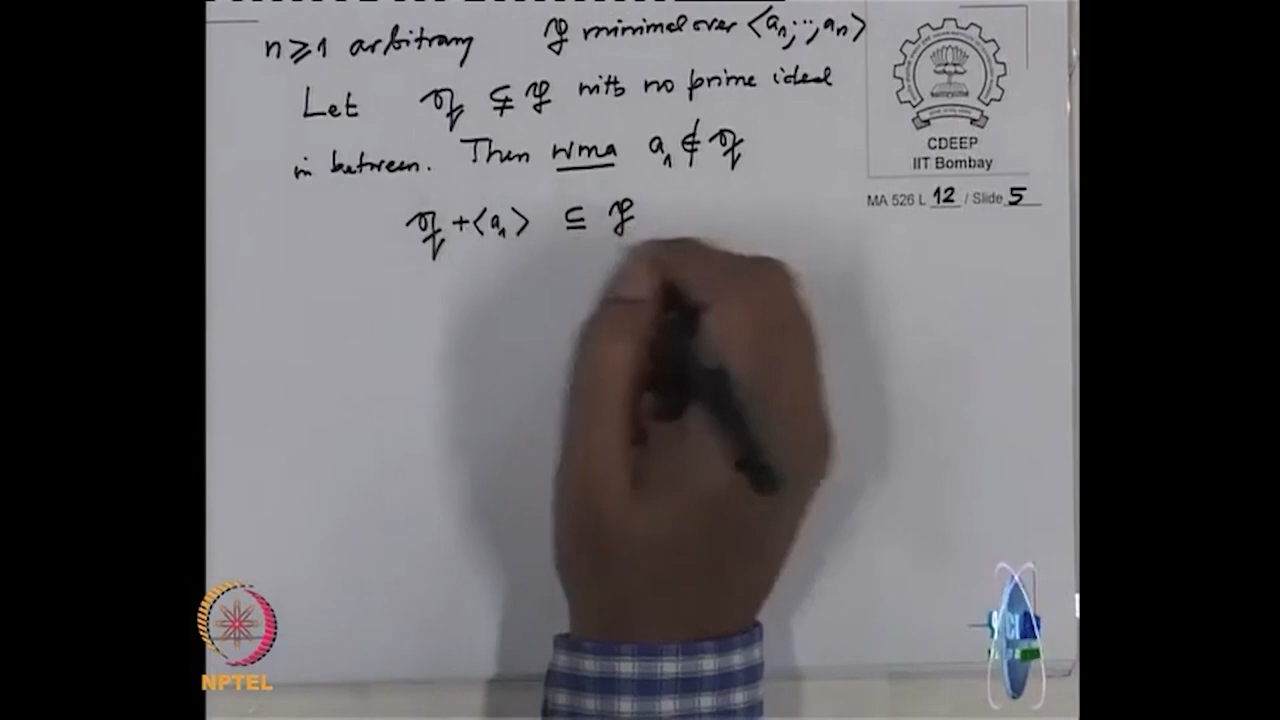 n ≥ 1 arbitrary 𝔭 minimal over ⟨a₁, ..., aₙ⟩
Let 𝔮 ⊊ 𝔭 with no prime ideal
in between. Then WMA a₁ ∉ 𝔮
𝔮 + ⟨a₁⟩ ⊆ 𝔭
CDEEP
IIT Bombay
MA 526 L 12 / Slide 5
NPTEL